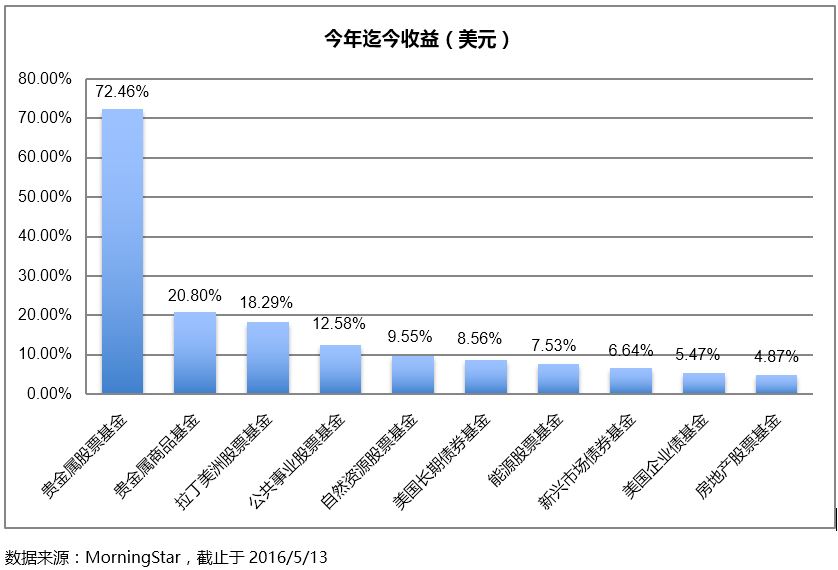 今年迄今收益（美元）
80.00%
70.00%
60.00%
50.00%
40.00%
30.00%
20.00%
10.00%
0.00%
72.46%
20.80%
18.29%
12.58%
9.55%
8.56%
7.53%
6.64%
5.47%
4.87%
贵金属股票基金
贵金属商品基金
拉丁美洲股票基金
公共事业股票基金
自然资源股票基金
美国长期债券基金
能源股票基金
新兴市场债券基金
美国企业债基金
房地产股票基金
数据来源：MorningStar，截止于 2016/5/13